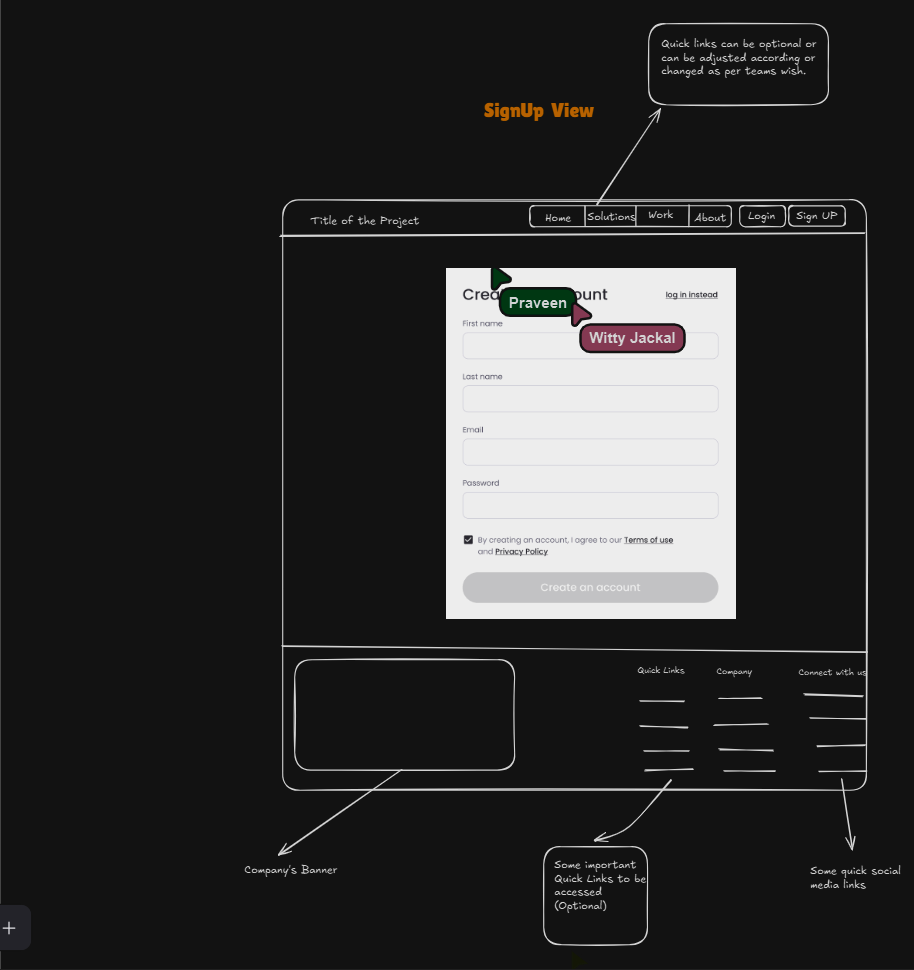 Quick links can be optional or
can be adjusted according or
changed as per teams wish.
SignUp View
Title of the Project
Home
Solutions
Work
About
Login
Sign UP
log in instead
Praveen
Witty Jackal
First name
Last name
Email
Password
By creating an account, I agree to our Terms of use
and Privacy Policy
Create an account
Quick Links
Company
Connect with us
Company's Banner
Some important
Quick Links to be
accessed
(Optional)
Some quick social
media links